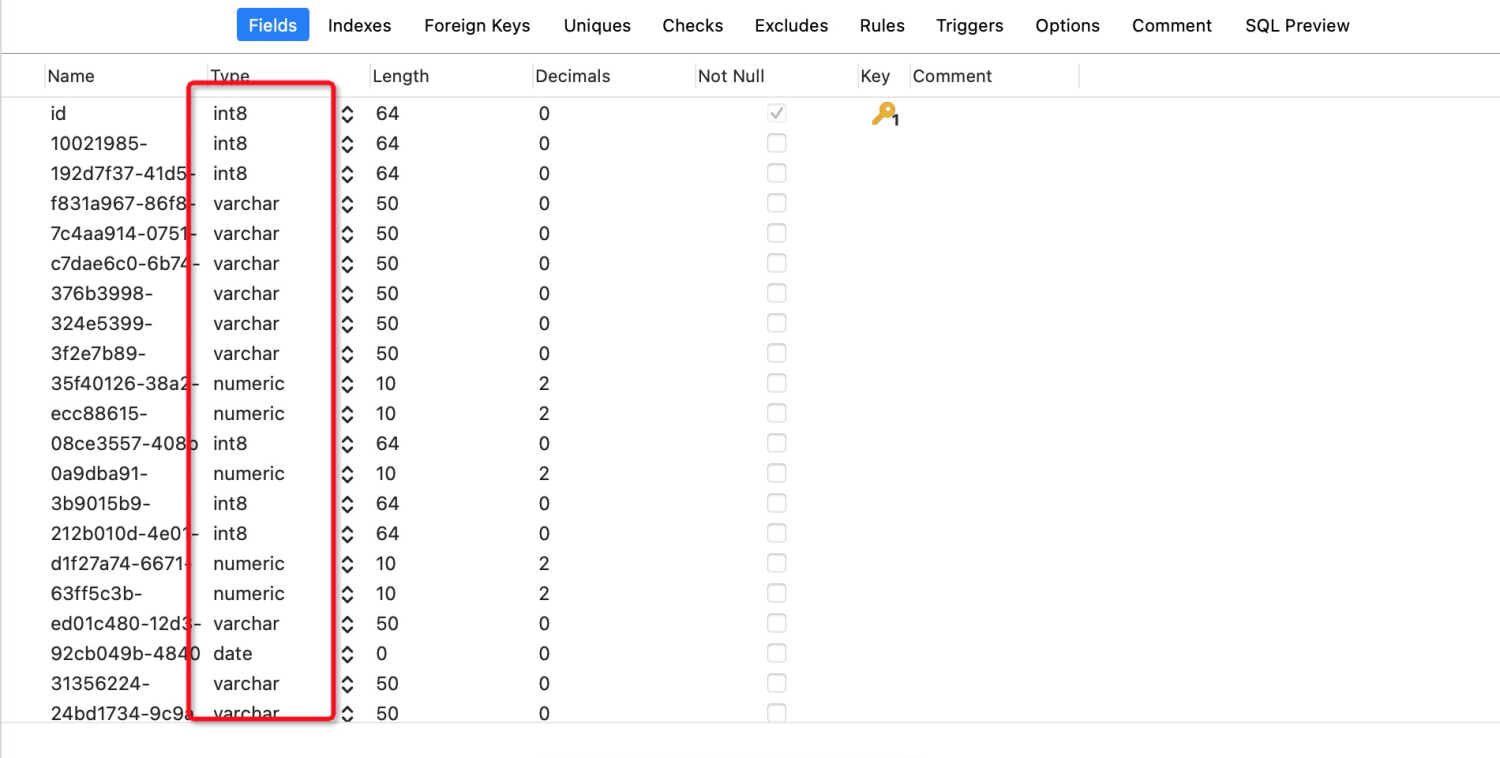 Fields Indexes Foreign Keys Uniques Checks Excludes Rules Triggers Options Comment SQL Preview
Name Type Length Decimals Not Null Key Comment
id int8 64 0 1
10021985- int8 64 0
192d7f37-41d5- int8 64 0
f831a967-86f8- varchar 50 0
7c4aa914-0751- varchar 50 0
c7dae6c0-6b74- varchar 50 0
376b3998- varchar 50 0
324e5399- varchar 50 0
3f2e7b89- varchar 50 0
35f40126-38a2- numeric 10 2
ecc88615- numeric 10 2
08ce3557-408b int8 64 0
0a9dba91- numeric 10 2
3b9015b9- int8 64 0
212b010d-4e01- int8 64 0
d1f27a74-6671- numeric 10 2
63ff5c3b- numeric 10 2
ed01c480-12d3- varchar 50 0
92cb049b-4840 date 0 0
31356224- varchar 50 0
24bd1734-9c9a varchar 50 0